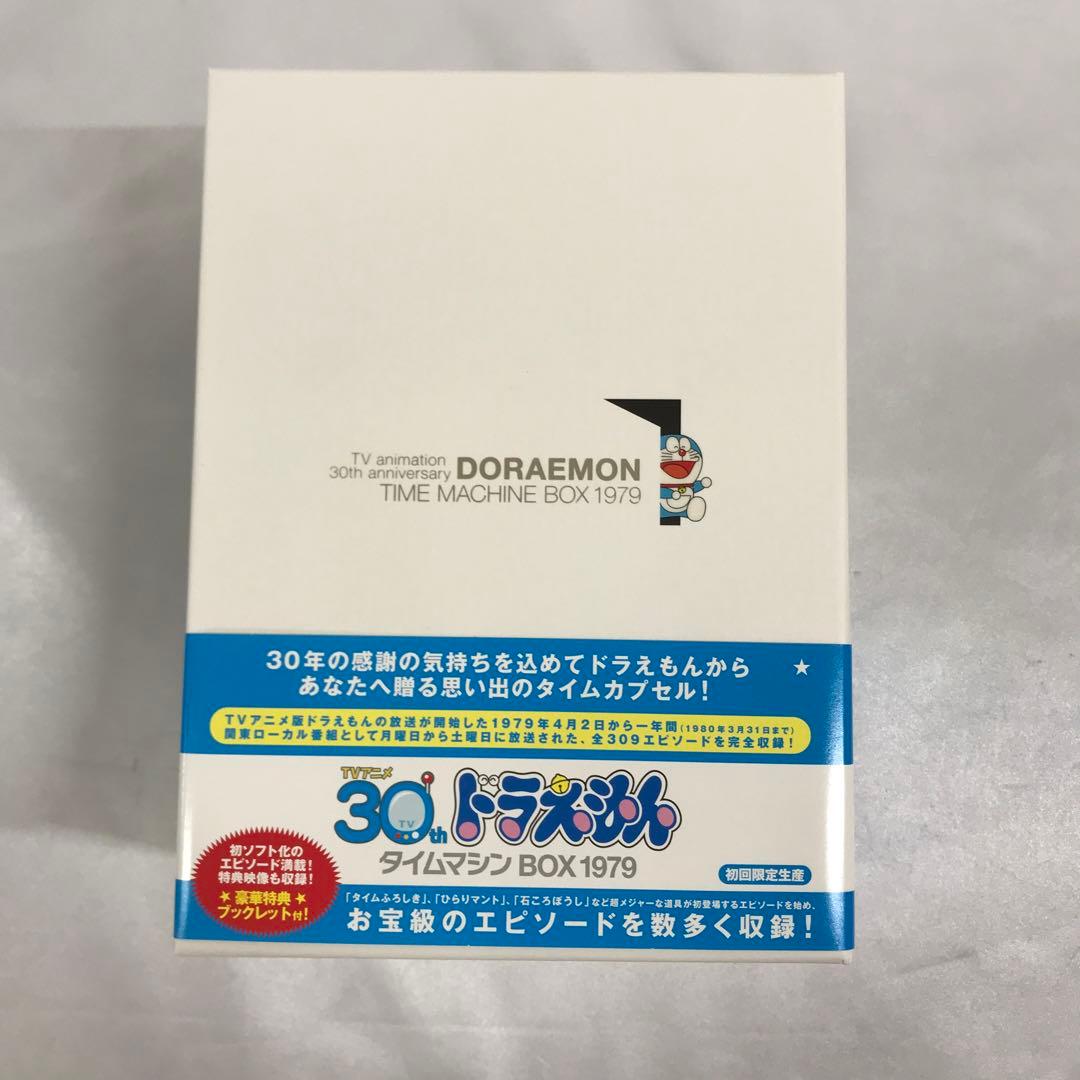 TV animation
30th anniversary DORAEMON
TIME MACHINE BOX 1979
30年の感謝の気持ちを込めてドラえもんから
あなたへ贈る思い出のタイムカプセル!
★
TVアニメ版ドラえもんの放送が開始した1979年4月2日から一年間(1980年3月31日まで)
関東ローカル番組として月曜日から土曜日に放送された、全309エピソードを完全収録!
TVアニメ
30th
TV
ドラえもん
タイムマシン BOX 1979
初回限定生産
初ソフト化の
エピソード満載!
特典映像も収録!
★豪華特典★
ブックレット付!
「タイムふろしき」、「ひらりマント」、「石ころぼうし」など超メジャーな道具が初登場するエピソードを始め、
お宝級のエピソードを数多く収録!